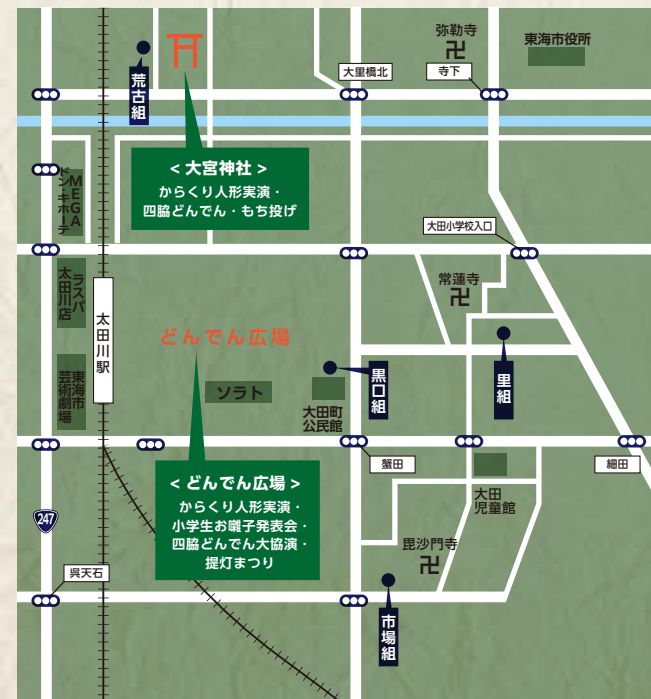 弥勒寺
東海市役所
荒古組
大里橋北
寺下
<大宮神社>
からくり人形実演・
四脇どんでん・もち投げ
MEGA
ドン・キホーテ
大田小学校入口
常蓮寺
ラスパ
太田川店
太田川駅
どんでん広場
里組
黒口組
東海市
芸術劇場
ソラト
大田町
公民館
蟹田
細田
<どんでん広場>
からくり人形実演・
小学生お囃子発表会・
四脇どんでん大協演・
提灯まつり
大田
児童館
247
毘沙門寺
呉天石
市場組